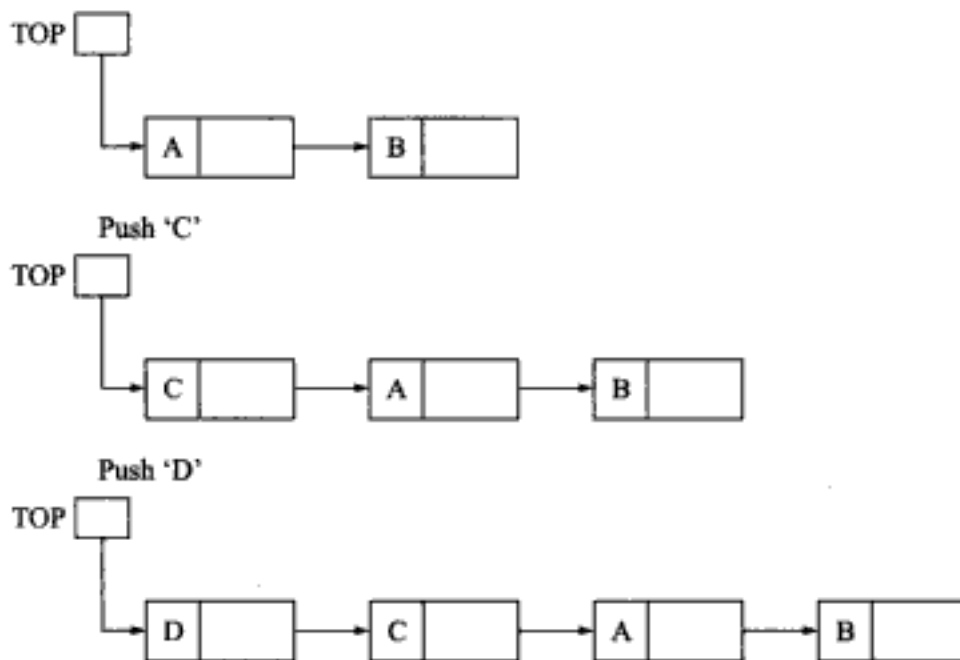 TOP
A B
Push ‘C’
TOP
C A B
Push ‘D’
TOP
D C A B